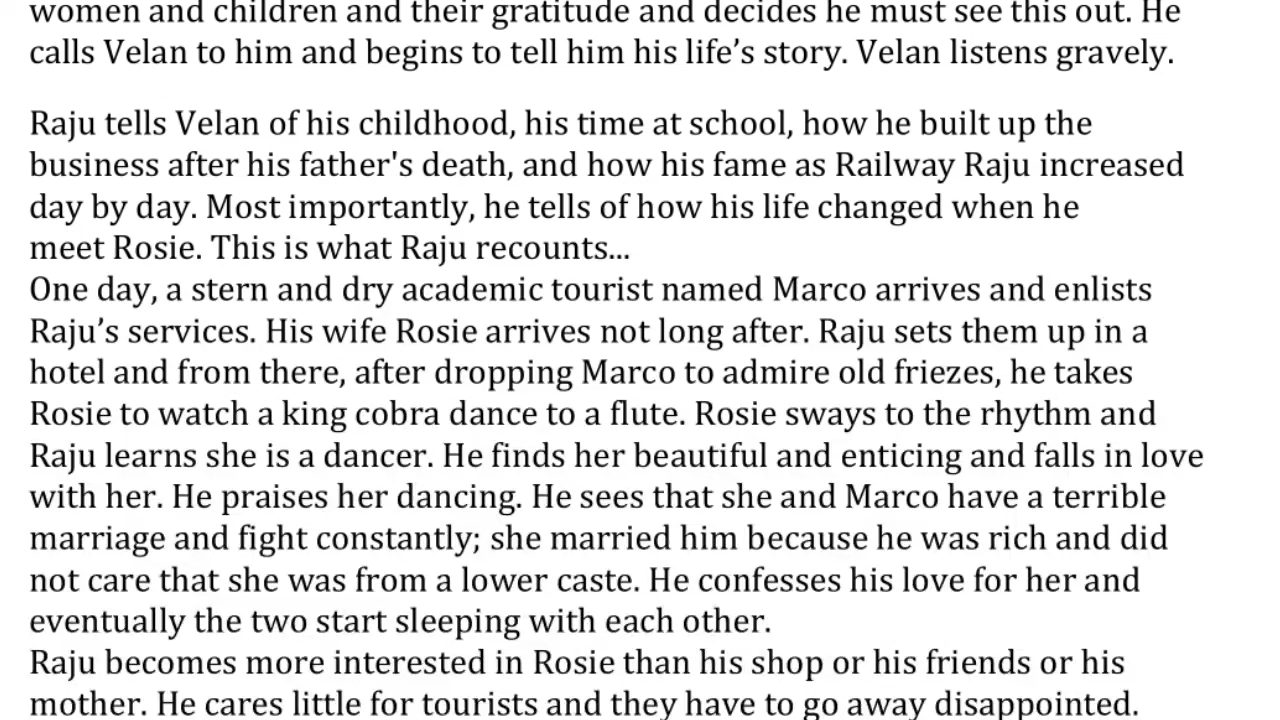 women and children and their gratitude and decides he must see this out. He
calls Velan to him and begins to tell him his life’s story. Velan listens gravely.
Raju tells Velan of his childhood, his time at school, how he built up the
business after his father's death, and how his fame as Railway Raju increased
day by day. Most importantly, he tells of how his life changed when he
meet Rosie. This is what Raju recounts...
One day, a stern and dry academic tourist named Marco arrives and enlists
Raju’s services. His wife Rosie arrives not long after. Raju sets them up in a
hotel and from there, after dropping Marco to admire old friezes, he takes
Rosie to watch a king cobra dance to a flute. Rosie sways to the rhythm and
Raju learns she is a dancer. He finds her beautiful and enticing and falls in love
with her. He praises her dancing. He sees that she and Marco have a terrible
marriage and fight constantly; she married him because he was rich and did
not care that she was from a lower caste. He confesses his love for her and
eventually the two start sleeping with each other.
Raju becomes more interested in Rosie than his shop or his friends or his
mother. He cares little for tourists and they have to go away disappointed.